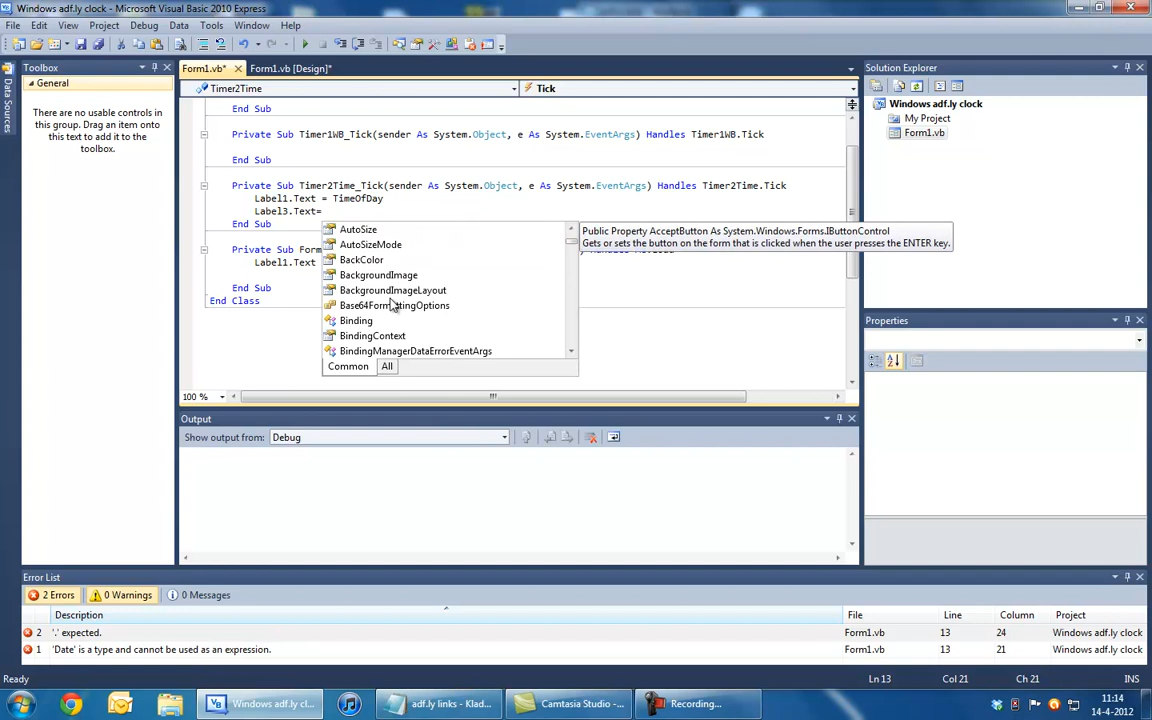 Windows adf.ly clock - Microsoft Visual Basic 2010 Express
File Edit View Project Debug Data Tools Window Help
Toolbox
General
There are no usable controls in
this group. Drag an item onto
this text to add it to the
toolbox.
Data Sources
Form1.vb* Form1.vb [Design]*
Timer2Time Tick
End Sub
Private Sub Timer1WB_Tick(sender As System.Object, e As System.EventArgs) Handles Timer1WB.Tick
End Sub
Private Sub Timer2Time_Tick(sender As System.Object, e As System.EventArgs) Handles Timer2Time.Tick
Label1.Text = TimeOfDay
Label3.Text=
End Sub
Private Sub Form
Label1.Text
End Sub
End Class
AutoSize
AutoSizeMode
BackColor
BackgroundImage
BackgroundImageLayout
Base64FormattingOptions
Binding
BindingContext
BindingManagerDataErrorEventArgs
Common All
Public Property AcceptButton As System.Windows.Forms.IButtonControl
Gets or sets the button on the form that is clicked when the user presses the ENTER key.
100 %
Output
Show output from: Debug
Solution Explorer
Windows adf.ly clock
My Project
Form1.vb
Properties
Error List
2 Errors 0 Warnings 0 Messages
Description File Line Column Project
2 '.' expected. Form1.vb 13 24 Windows adf.ly clock
1 'Date' is a type and cannot be used as an expression. Form1.vb 13 21 Windows adf.ly clock
Ready Ln 13 Col 21 Ch 21 INS
Windows adf.ly cl... adf.ly links - Klad... Camtasia Studio -... Recording...
11:14
14-4-2012